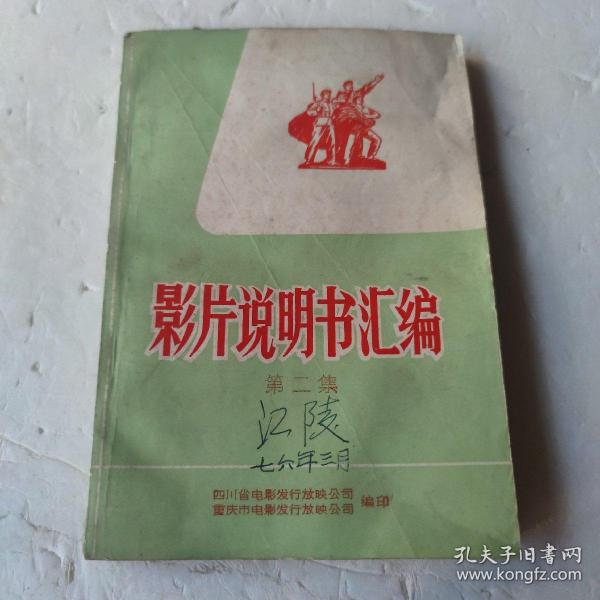 影片说明书汇编
第二集
江陵
七六年三月
四川省电影发行放映公司
重庆市电影发行放映公司
编印
孔夫子旧书网
www.kongfz.com